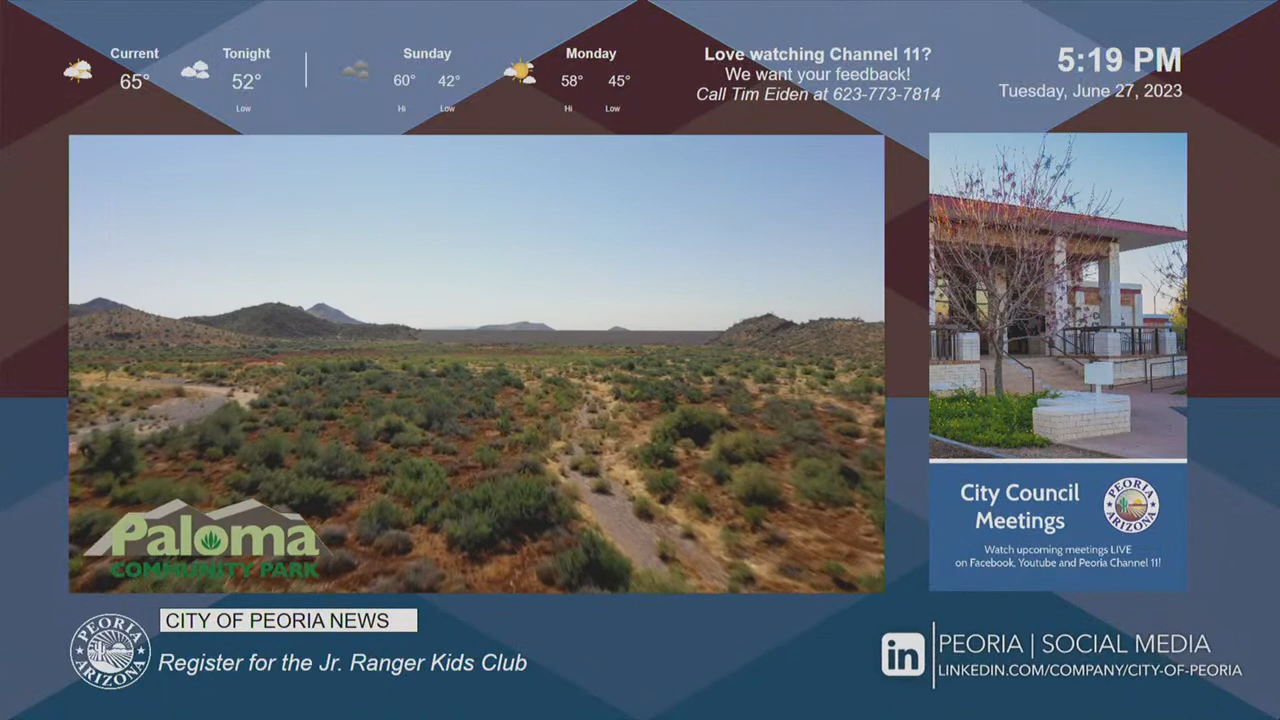 Current
65°
Tonight
52°
Low
Sunday
60° 42°
Hi Low
Monday
58° 45°
Hi Low
Love watching Channel 11?
We want your feedback!
Call Tim Eiden at 623-773-7814
5:19 PM
Tuesday, June 27, 2023
Paloma
COMMUNITY PARK
City Council
Meetings
PEORIA
ARIZONA
Watch upcoming meetings LIVE
on Facebook, Youtube and Peoria Channel 11!
PEORIA
ARIZONA
CITY OF PEORIA NEWS
Register for the Jr. Ranger Kids Club
in
PEORIA | SOCIAL MEDIA
LINKEDIN.COM/COMPANY/CITY-OF-PEORIA